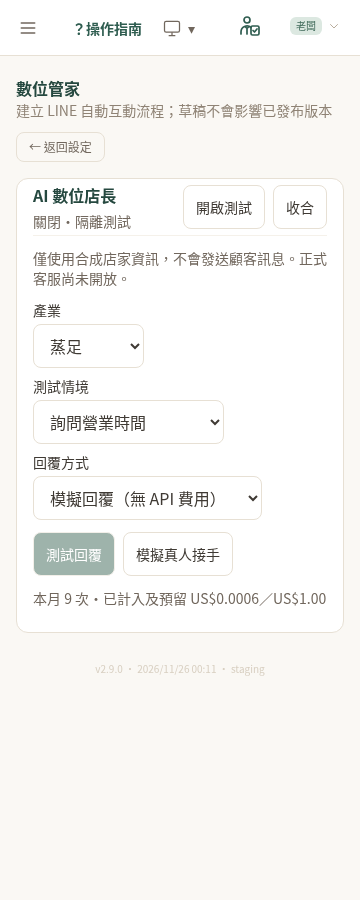 ？操作指南
▼
老闆
數位管家
建立 LINE 自動互動流程；草稿不會影響已發布版本
← 返回設定
AI 數位店長
關閉・隔離測試
開啟測試
收合
僅使用合成店家資訊，不會發送顧客訊息。正式
客服尚未開放。
產業
蒸足
測試情境
詢問營業時間
回覆方式
模擬回覆（無 API 費用）
測試回覆
模擬真人接手
本月 9 次・已計入及預留 US$0.0006／US$1.00
v2.9.0 ・ 2026/11/26 00:11 ・ staging